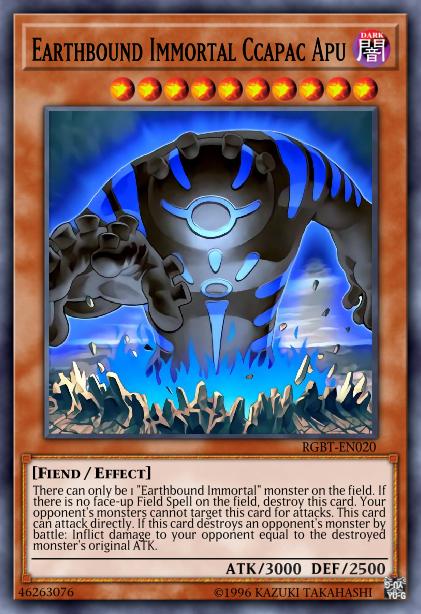 Earthbound Immortal Ccapac Apu
DARK
闇
RGBT-EN020
[Fiend / Effect]
There can only be 1 "Earthbound Immortal" monster on the field. If
there is no face-up Field Spell on the field, destroy this card. Your
opponent's monsters cannot target this card for attacks. This card
can attack directly. If this card destroys an opponent's monster by
battle: Inflict damage to your opponent equal to the destroyed
monster's original ATK.
ATK/3000 DEF/2500
46263076
©1996 KAZUKI TAKAHASHI